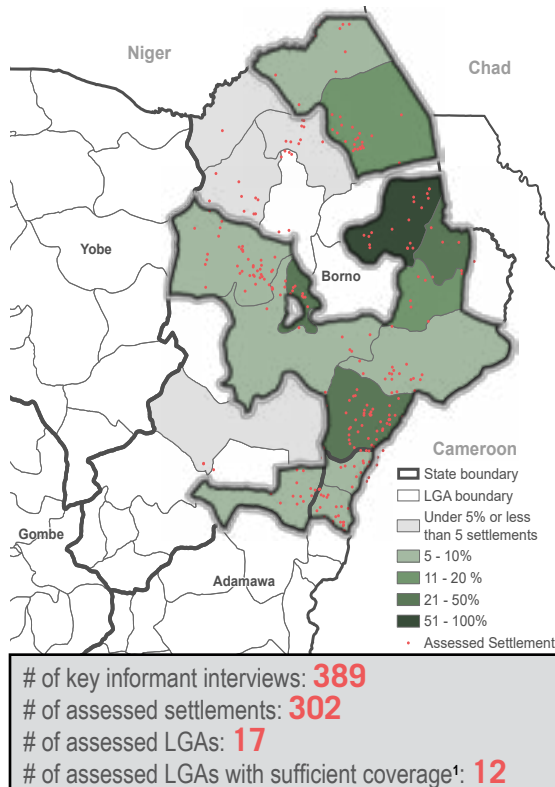 Niger
Chad
Yobe
Borno
Cameroon
State boundary
LGA boundary
Under 5% or less
than 5 settlements
5 - 10%
11 - 20 %
21 - 50%
51 - 100%
Assessed Settlement
Gombe
Adamawa
# of key informant interviews: 389
# of assessed settlements: 302
# of assessed LGAs: 17
# of assessed LGAs with sufficient coverage¹: 12